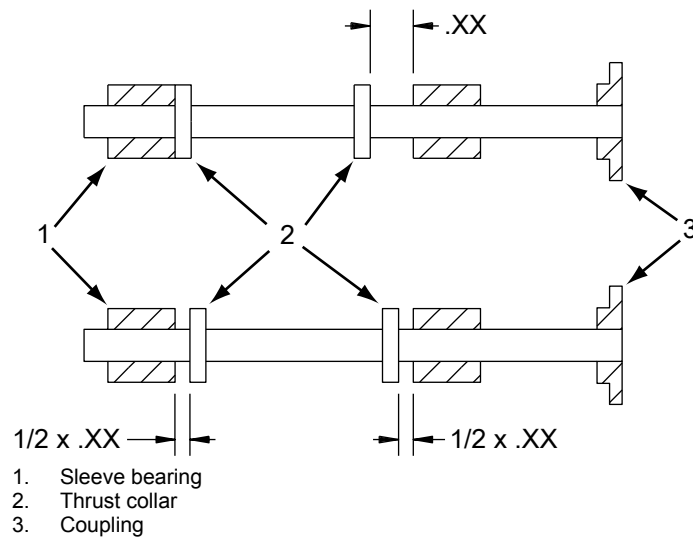 .XX
1
2
3
1/2 x .XX
1/2 x .XX
1. Sleeve bearing
2. Thrust collar
3. Coupling